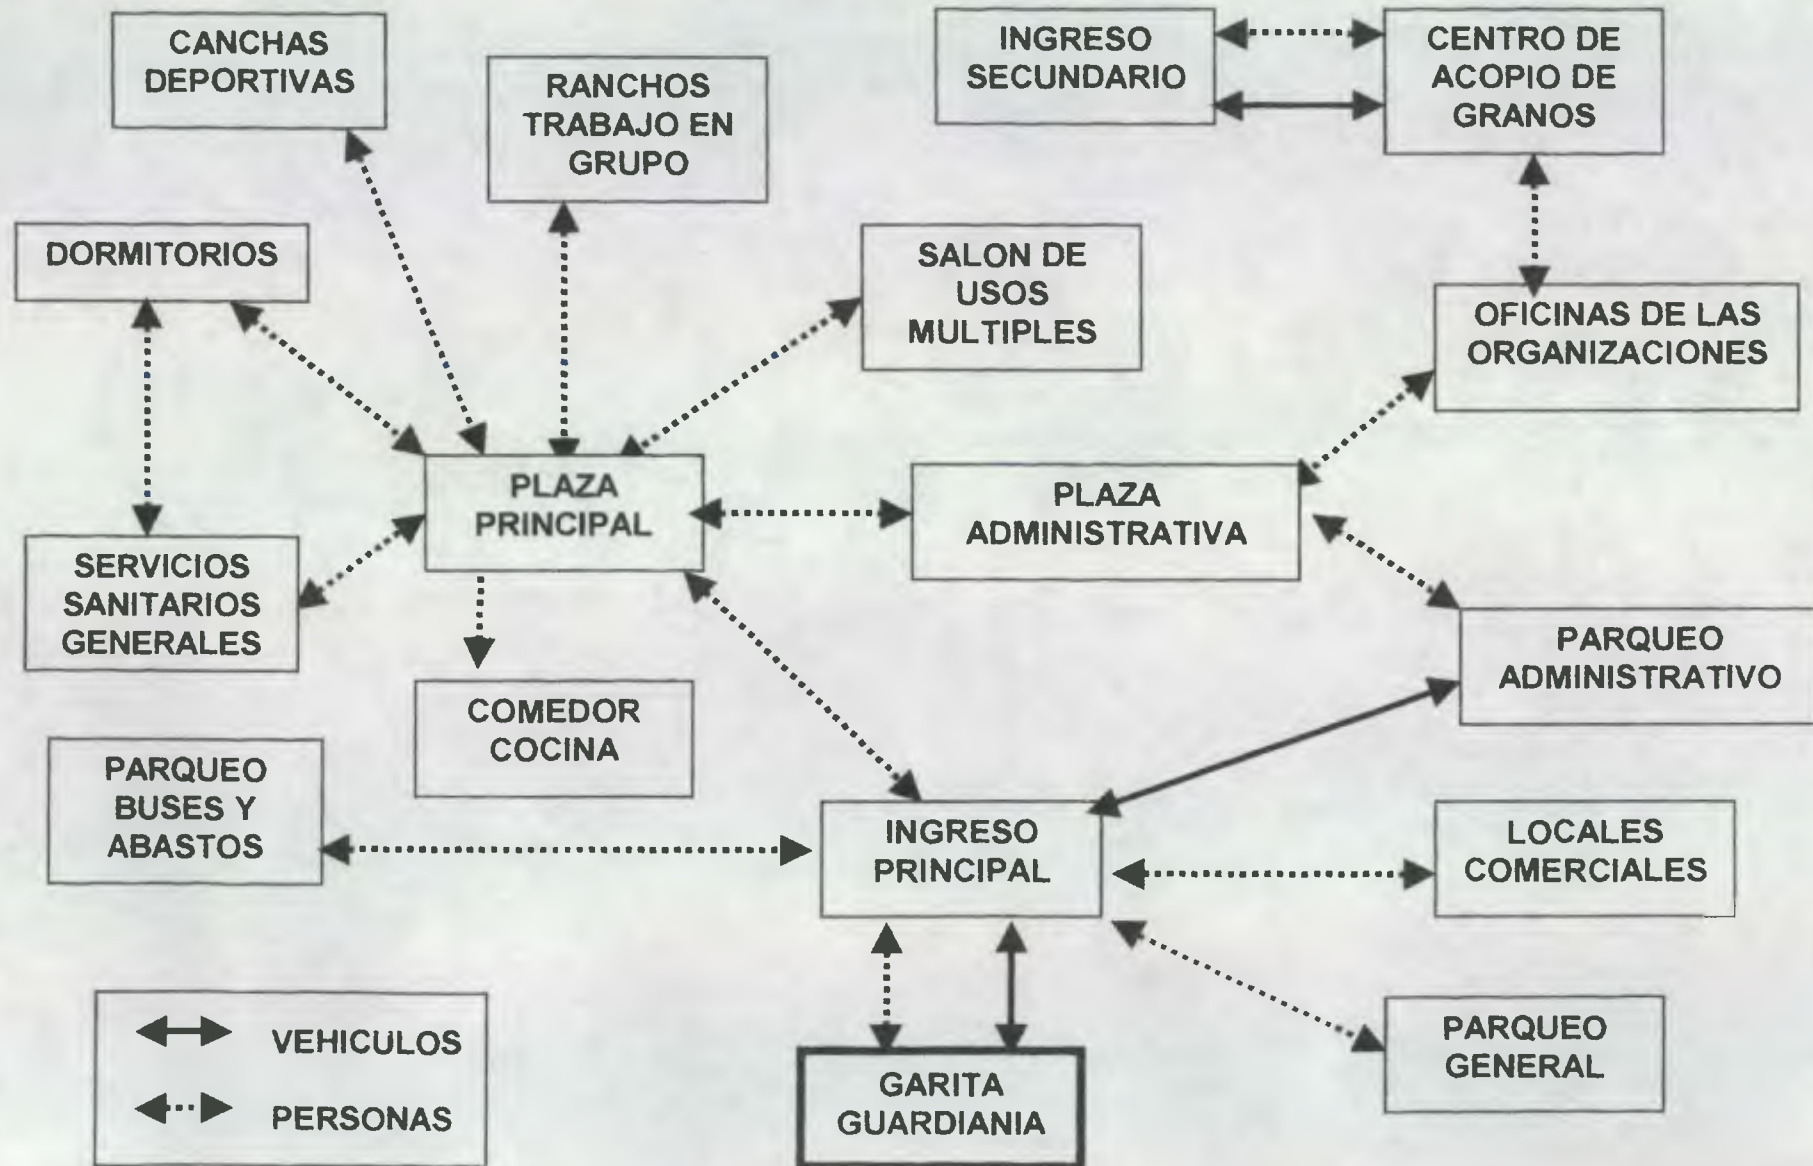 CANCHAS
DEPORTIVAS
RANCHOS
TRABAJO EN
GRUPO
INGRESO
SECUNDARIO
CENTRO DE
ACOPIO DE
GRANOS
DORMITORIOS
SALON DE
USOS
MULTIPLES
OFICINAS DE LAS
ORGANIZACIONES
PLAZA
PRINCIPAL
PLAZA
ADMINISTRATIVA
SERVICIOS
SANITARIOS
GENERALES
PARQUEO
ADMINISTRATIVO
COMEDOR
COCINA
PARQUEO
BUSES Y
ABASTOS
INGRESO
PRINCIPAL
LOCALES
COMERCIALES
VEHICULOS
PERSONAS
GARITA
GUARDIANIA
PARQUEO
GENERAL